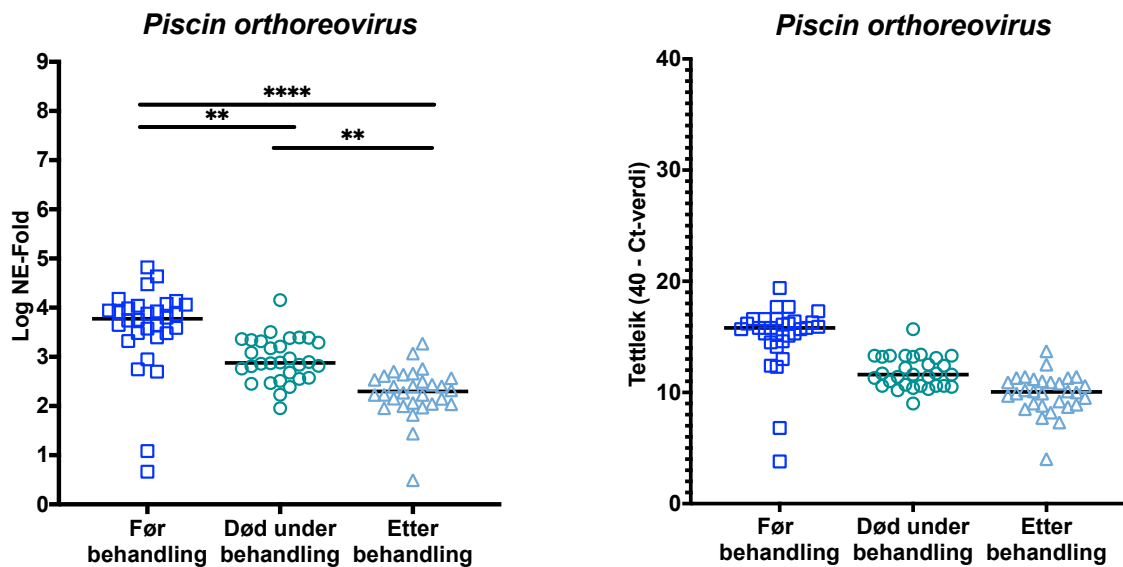 Piscin orthoreovirus
Log NE-Fold
9
8
7
6
5
4
3
2
1
0
****
**
**
Før
behandling
Død under
behandling
Etter
behandling
Piscin orthoreovirus
Tettleik (40 - Ct-verdi)
40
30
20
10
0
Før
behandling
Død under
behandling
Etter
behandling